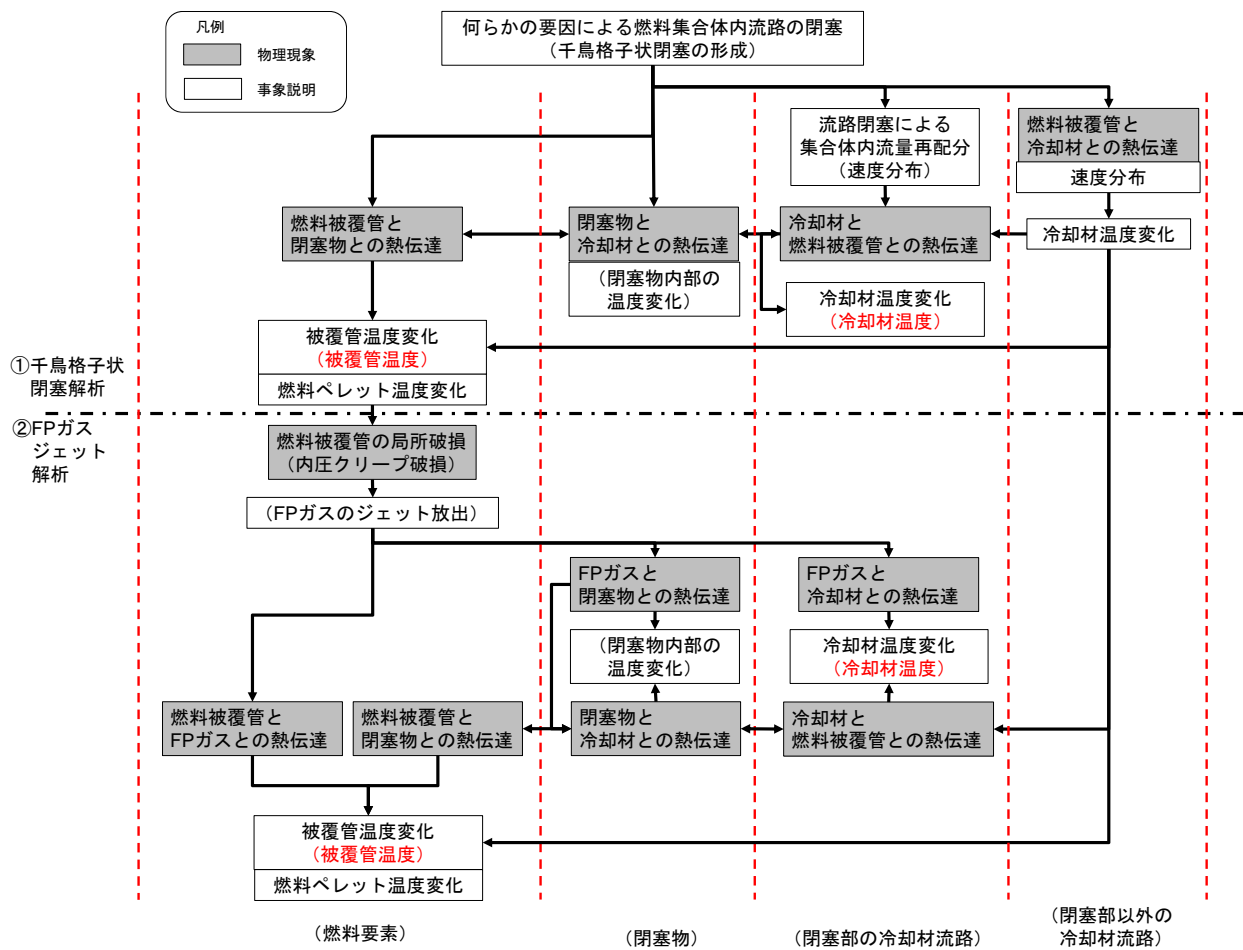 凡例
物理現象
事象説明
何らかの要因による燃料集合体内流路の閉塞
(千鳥格子状閉塞の形成)
流路閉塞による
集合体内流量再配分
(速度分布)
燃料被覆管と
冷却材との熱伝達
速度分布
燃料被覆管と
閉塞物との熱伝達
閉塞物と
冷却材との熱伝達
(閉塞物内部の
温度変化)
冷却材と
燃料被覆管との熱伝達
冷却材温度変化
冷却材温度変化
(冷却材温度)
被覆管温度変化
(被覆管温度)
燃料ペレット温度変化
①千鳥格子状
閉塞解析
②FPガス
ジェット
解析
燃料被覆管の局所破損
(内圧クリープ破損)
(FPガスのジェット放出)
FPガスと
閉塞物との熱伝達
FPガスと
冷却材との熱伝達
(閉塞物内部の
温度変化)
冷却材温度変化
(冷却材温度)
燃料被覆管と
FPガスとの熱伝達
燃料被覆管と
閉塞物との熱伝達
閉塞物と
冷却材との熱伝達
冷却材と
燃料被覆管との熱伝達
被覆管温度変化
(被覆管温度)
燃料ペレット温度変化
(燃料要素)
(閉塞物)
(閉塞部の冷却材流路)
(閉塞部以外の
冷却材流路)